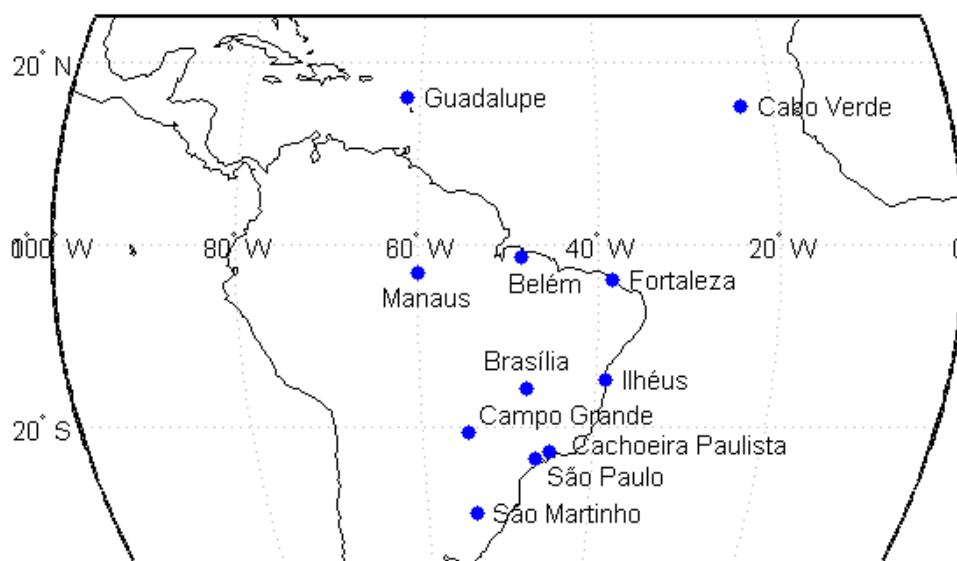 20° N
Guadalupe
Cabo Verde
100° W
80° W
60° W
40° W
20° W
0
Manaus
Belém
Fortaleza
Brasília
Ilhéus
Campo Grande
20° S
Cachoeira Paulista
São Paulo
São Martinho